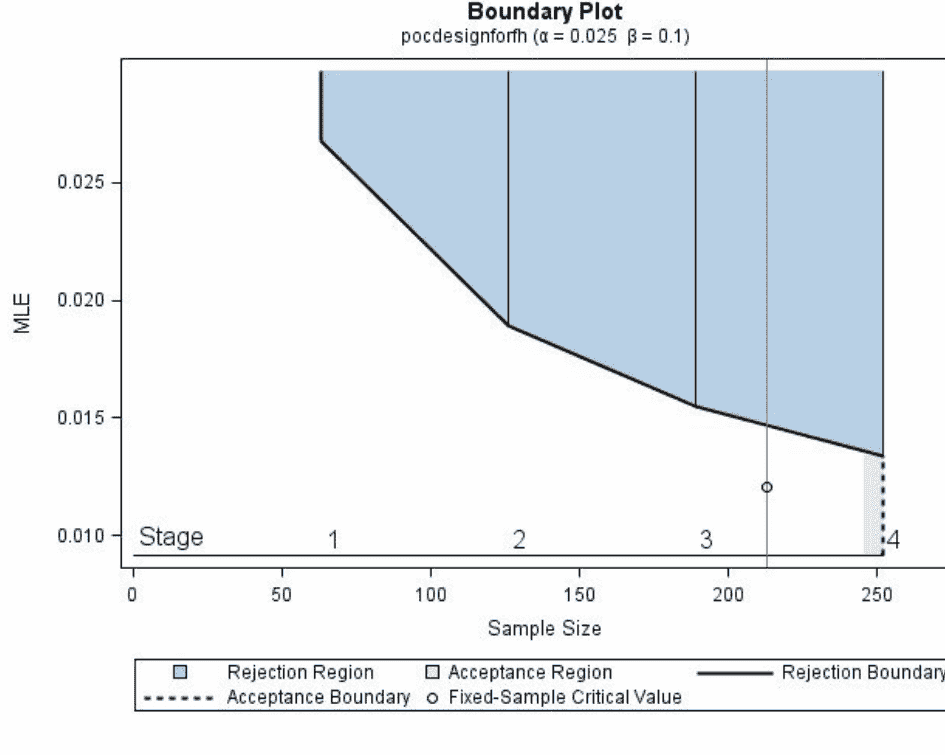 Boundary Plot
pocdesignforfh (α = 0.025 β = 0.1)
MLE
0.025
0.020
0.015
0.010
Stage 1 2 3 4
0 50 100 150 200 250
Sample Size
Rejection Region Acceptance Region Rejection Boundary
Acceptance Boundary Fixed-Sample Critical Value